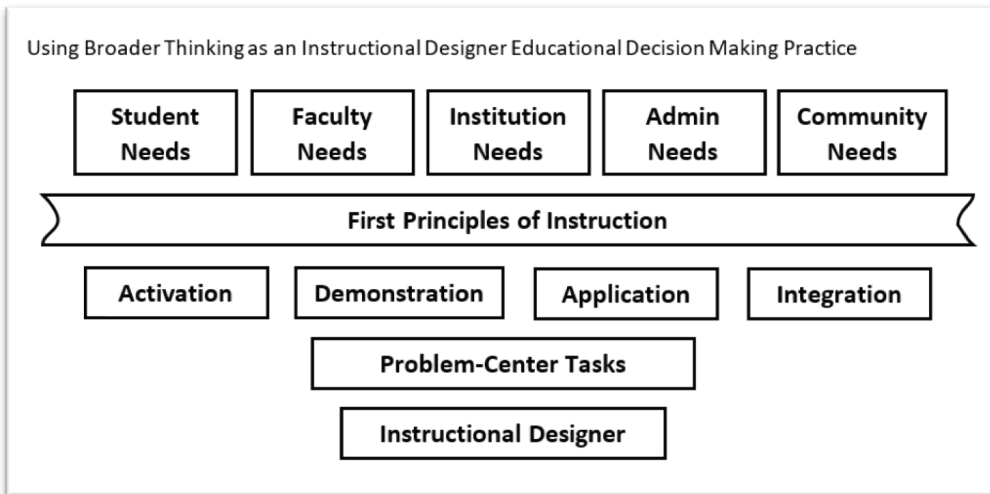 Using Broader Thinking as an Instructional Designer Educational Decision Making Practice
Student Needs
Faculty Needs
Institution Needs
Admin Needs
Community Needs
First Principles of Instruction
Activation
Demonstration
Application
Integration
Problem-Center Tasks
Instructional Designer